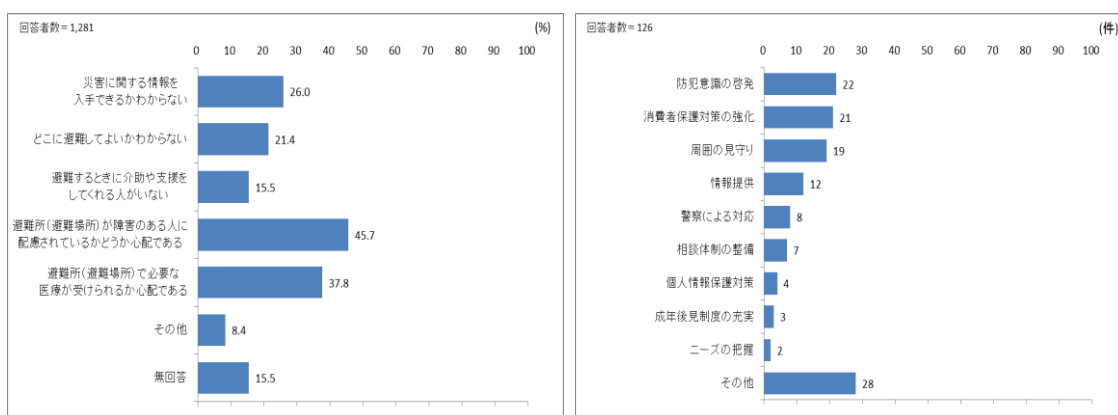 回答者数=1,281
(%)
0 10 20 30 40 50 60 70 80 90 100
災害に関する情報を
入手できるかわからない
26.0
どこに避難してよいかわからない
21.4
避難するときに介助や支援を
してくれる人がいない
15.5
避難所(避難場所)が障害のある人に
配慮されているかどうか心配である
45.7
避難所(避難場所)で必要な
医療が受けられるか心配である
37.8
その他
8.4
無回答
15.5
回答者数=126
(件)
0 10 20 30 40 50 60 70 80 90 100
防犯意識の啓発
22
消費者保護対策の強化
21
周囲の見守り
19
情報提供
12
警察による対応
8
相談体制の整備
7
個人情報保護対策
4
成年後見制度の充実
3
ニーズの把握
2
その他
28